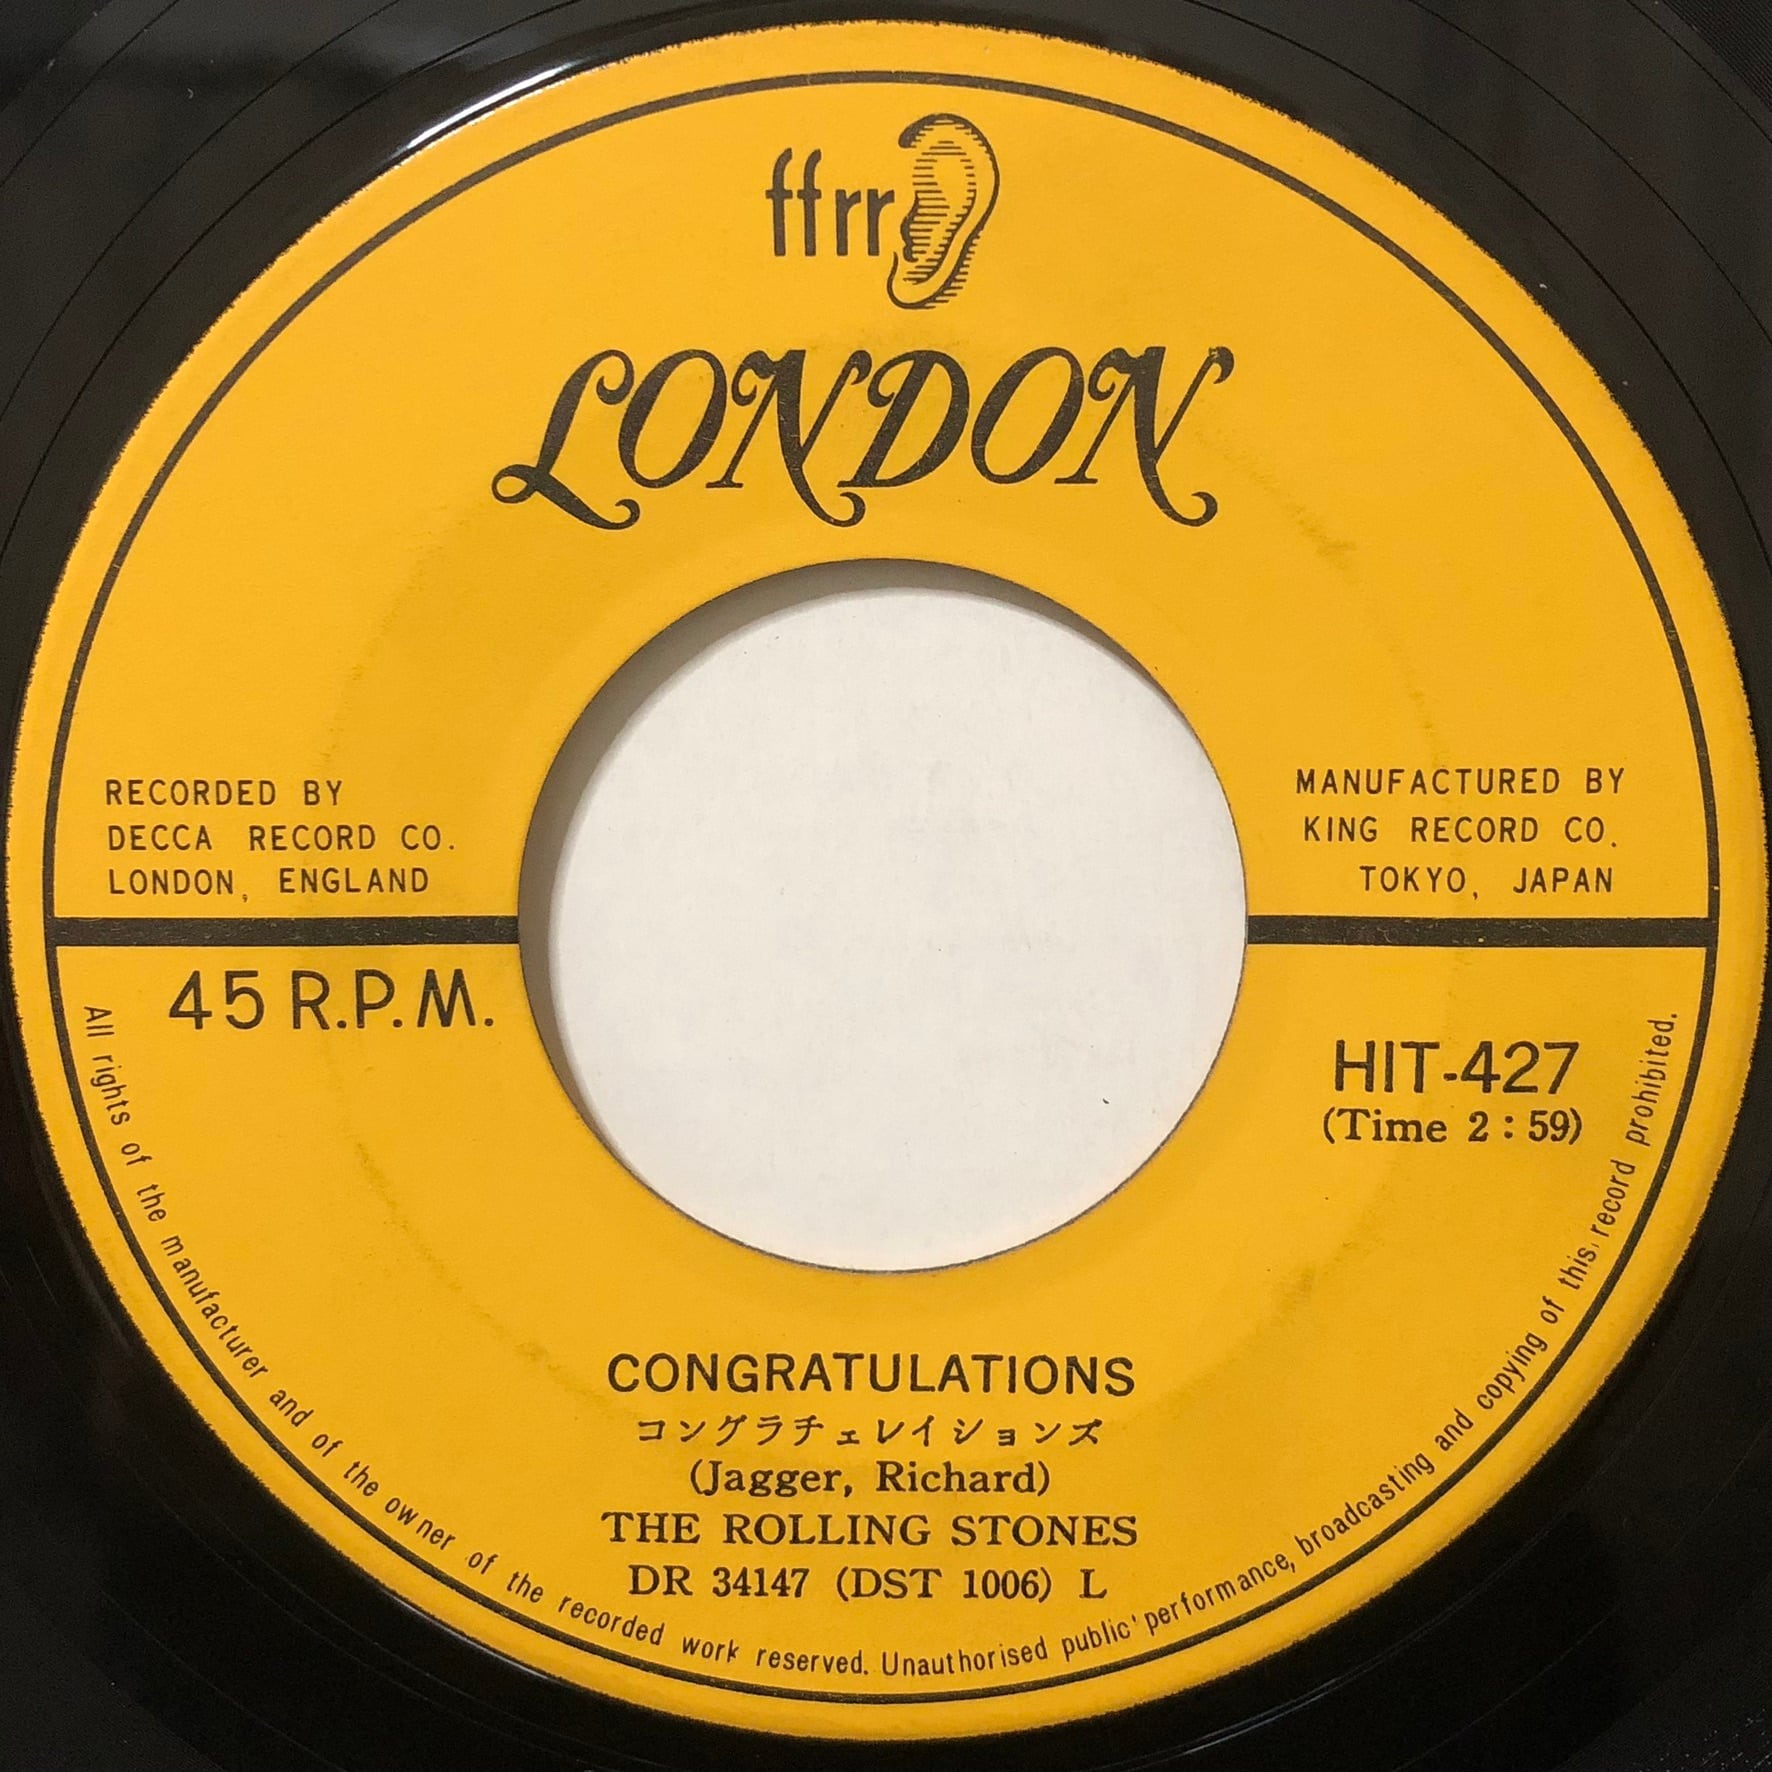 ffrr
LONDON
RECORDED BY
DECCA RECORD CO.
LONDON, ENGLAND
MANUFACTURED BY
KING RECORD CO.
TOKYO, JAPAN
45 R.P.M.
HIT-427
(Time 2:59)
CONGRATULATIONS
コングラチェレイションズ
(Jagger, Richard)
THE ROLLING STONES
DR 34147 (DST 1006) L
All rights of the manufacturer and of the owner of the recorded work reserved. Unauthorised public performance, broadcasting and copying of this record prohibited.